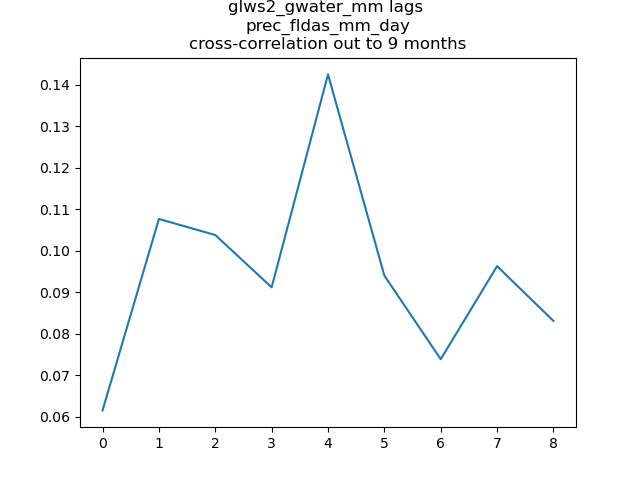 glws2_gwater_mm lags
prec_fldas_mm_day
cross-correlation out to 9 months
0.14
0.13
0.12
0.11
0.10
0.09
0.08
0.07
0.06
0 1 2 3 4 5 6 7 8